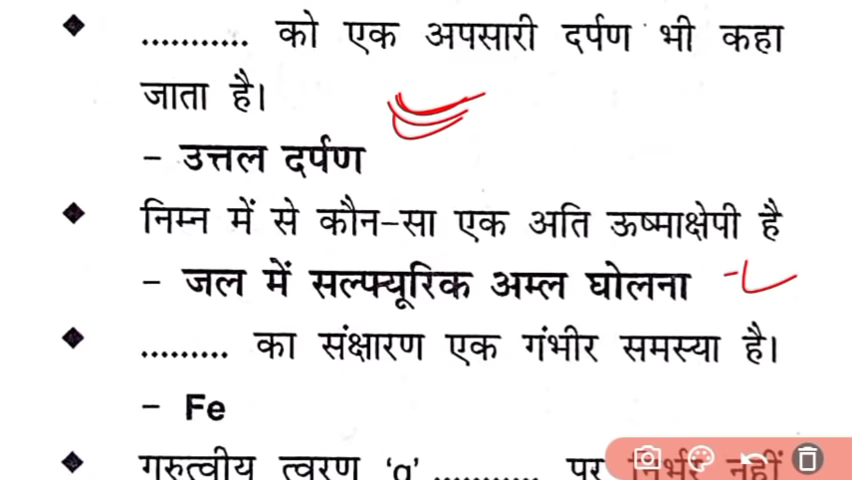 ◆ ............ को एक अपसारी दर्पण भी कहा
जाता है।
– उत्तल दर्पण
◆ निम्न में से कौन-सा एक अति ऊष्माक्षेपी है
– जल में सल्फ्यूरिक अम्ल घोलना
◆ ......... का संक्षारण एक गंभीर समस्या है।
– Fe
◆ गुरुत्वीय त्वरण ‘g’ ........... पर निर्भर नहीं